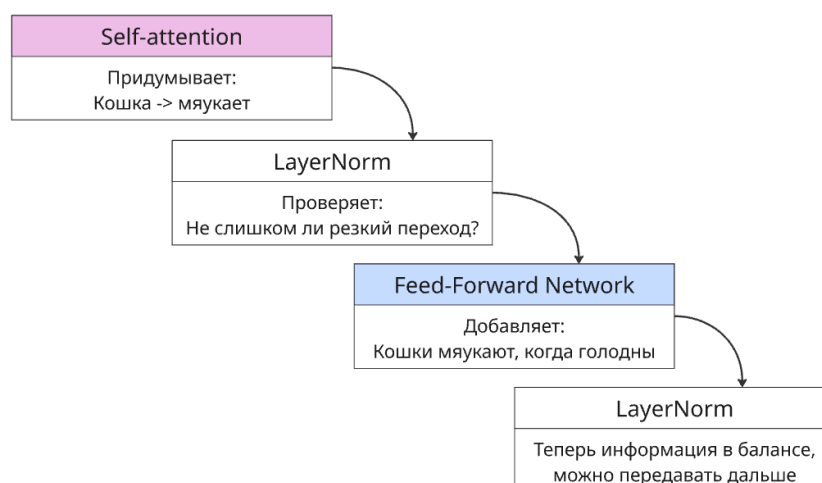 Self-attention
Придумывает:
Кошка -> мяукает
LayerNorm
Проверяет:
Не слишком ли резкий переход?
Feed-Forward Network
Добавляет:
Кошки мяукают, когда голодны
LayerNorm
Теперь информация в балансе,
можно передавать дальше